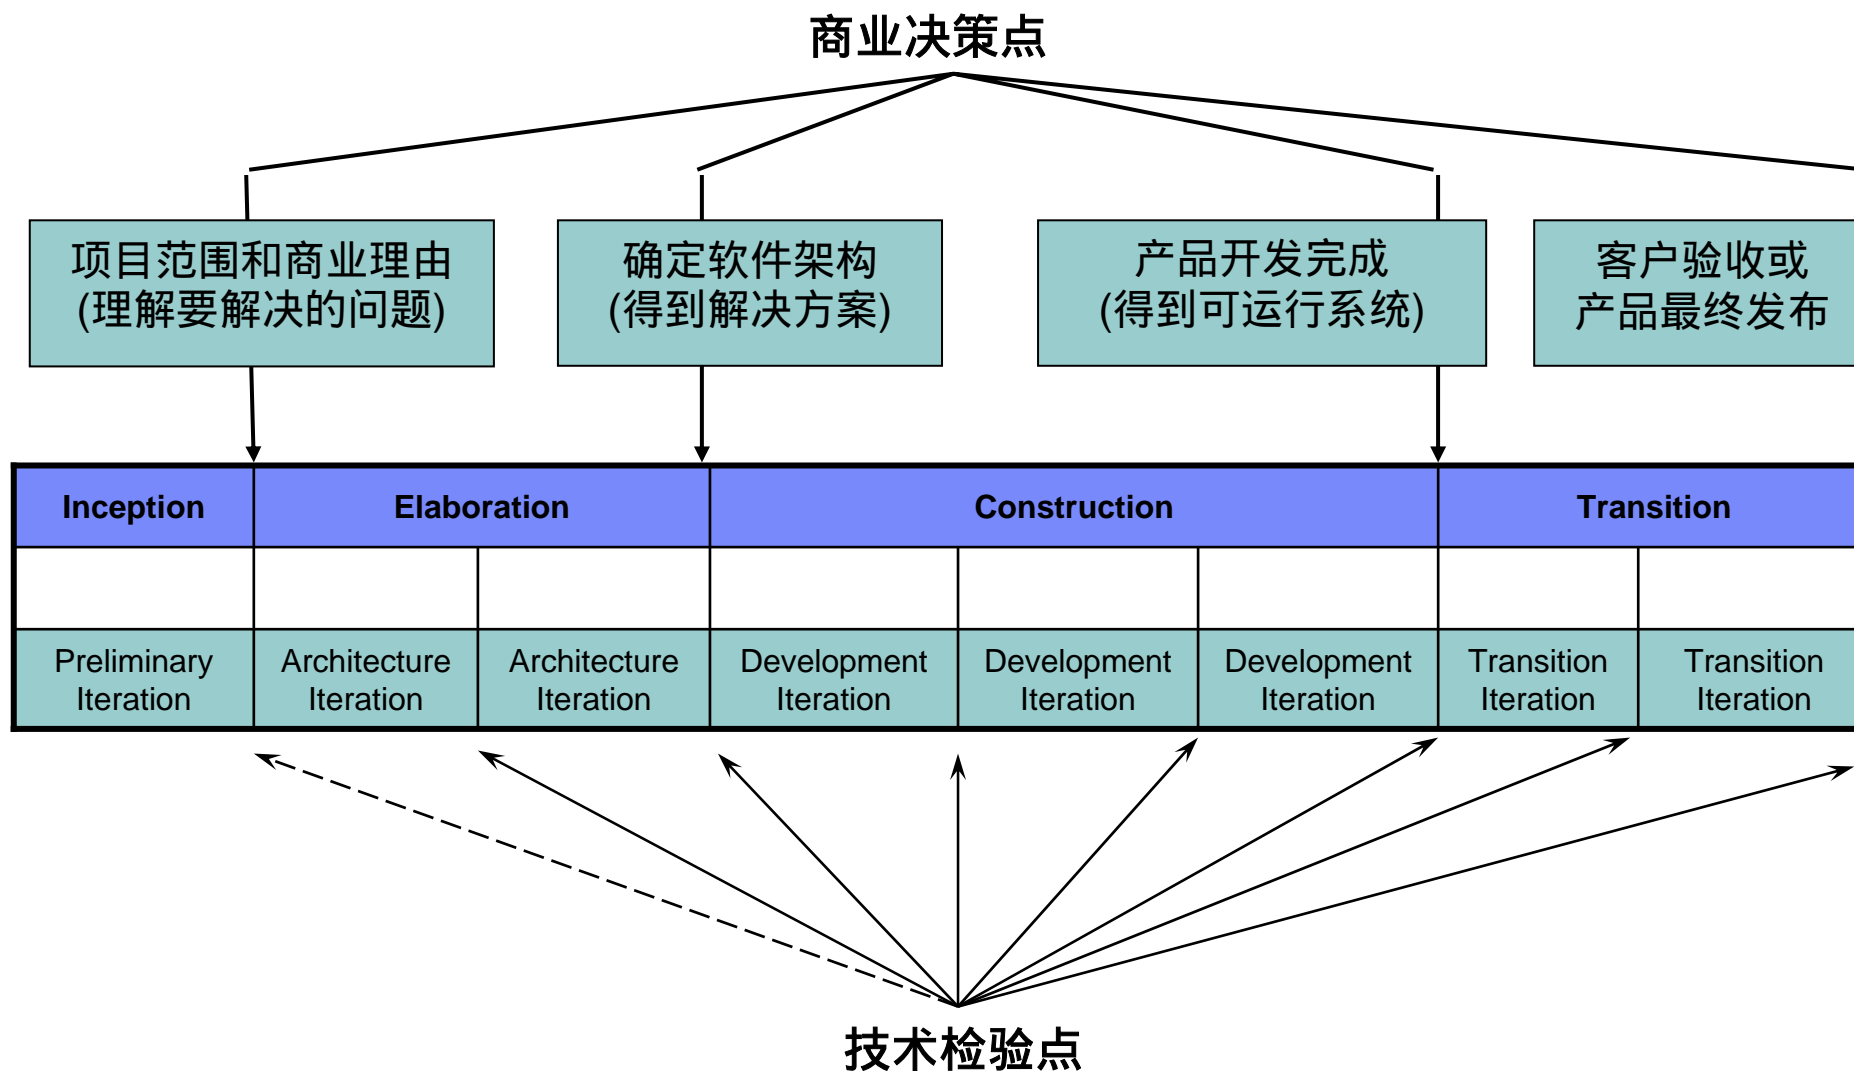 商业决策点
项目范围和商业理由
(理解要解决的问题)
确定软件架构
(得到解决方案)
产品开发完成
(得到可运行系统)
客户验收或
产品最终发布
Inception
Elaboration
Construction
Transition
Preliminary
Iteration
Architecture
Iteration
Architecture
Iteration
Development
Iteration
Development
Iteration
Development
Iteration
Transition
Iteration
Transition
Iteration
技术检验点